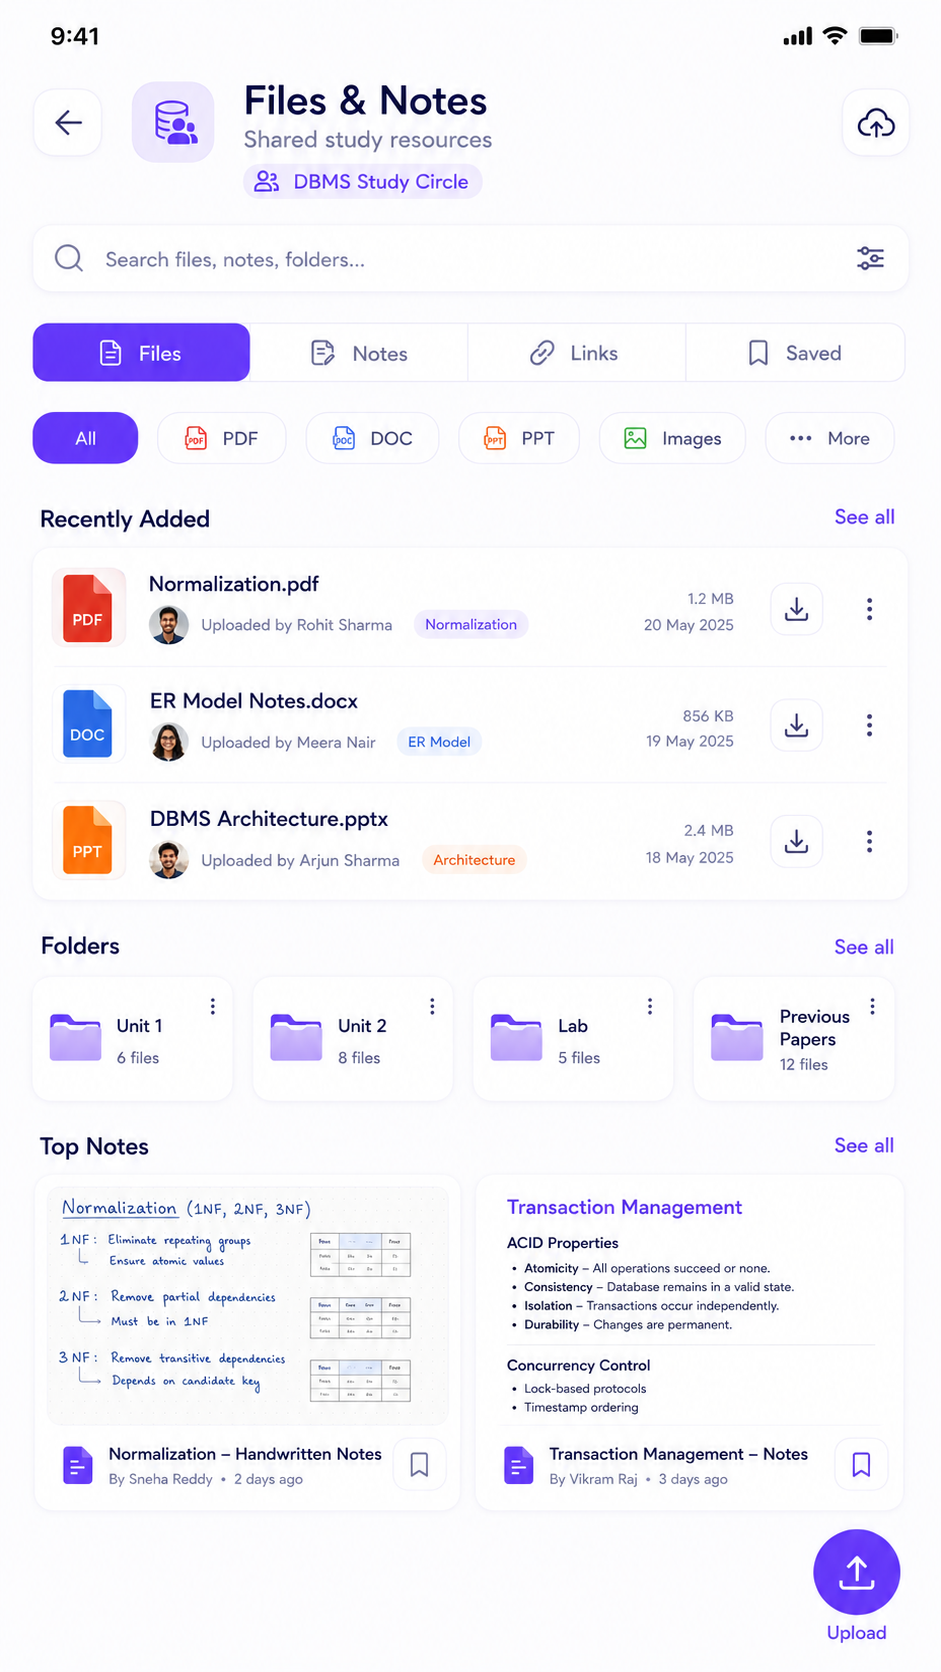 9:41
Files & Notes
Shared study resources
DBMS Study Circle
Search files, notes, folders...
Files
Notes
Links
Saved
All
PDF PDF
DOC DOC
PPT PPT
Images
More
Recently Added
See all
PDF
Normalization.pdf
Uploaded by Rohit Sharma
Normalization
1.2 MB
20 May 2025
DOC
ER Model Notes.docx
Uploaded by Meera Nair
ER Model
856 KB
19 May 2025
PPT
DBMS Architecture.pptx
Uploaded by Arjun Sharma
Architecture
2.4 MB
18 May 2025
Folders
See all
Unit 1
6 files
Unit 2
8 files
Lab
5 files
Previous
Papers
12 files
Top Notes
See all
Normalization (1NF, 2NF, 3NF)
1NF: Eliminate repeating groups
Ensure atomic values
2NF: Remove partial dependencies
Must be in 1NF
3NF: Remove transitive dependencies
Depends on candidate key
Normalization – Handwritten Notes
By Sneha Reddy • 2 days ago
Transaction Management
ACID Properties
• Atomicity – All operations succeed or none.
• Consistency – Database remains in a valid state.
• Isolation – Transactions occur independently.
• Durability – Changes are permanent.
Concurrency Control
• Lock-based protocols
• Timestamp ordering
Transaction Management – Notes
By Vikram Raj • 3 days ago
Upload